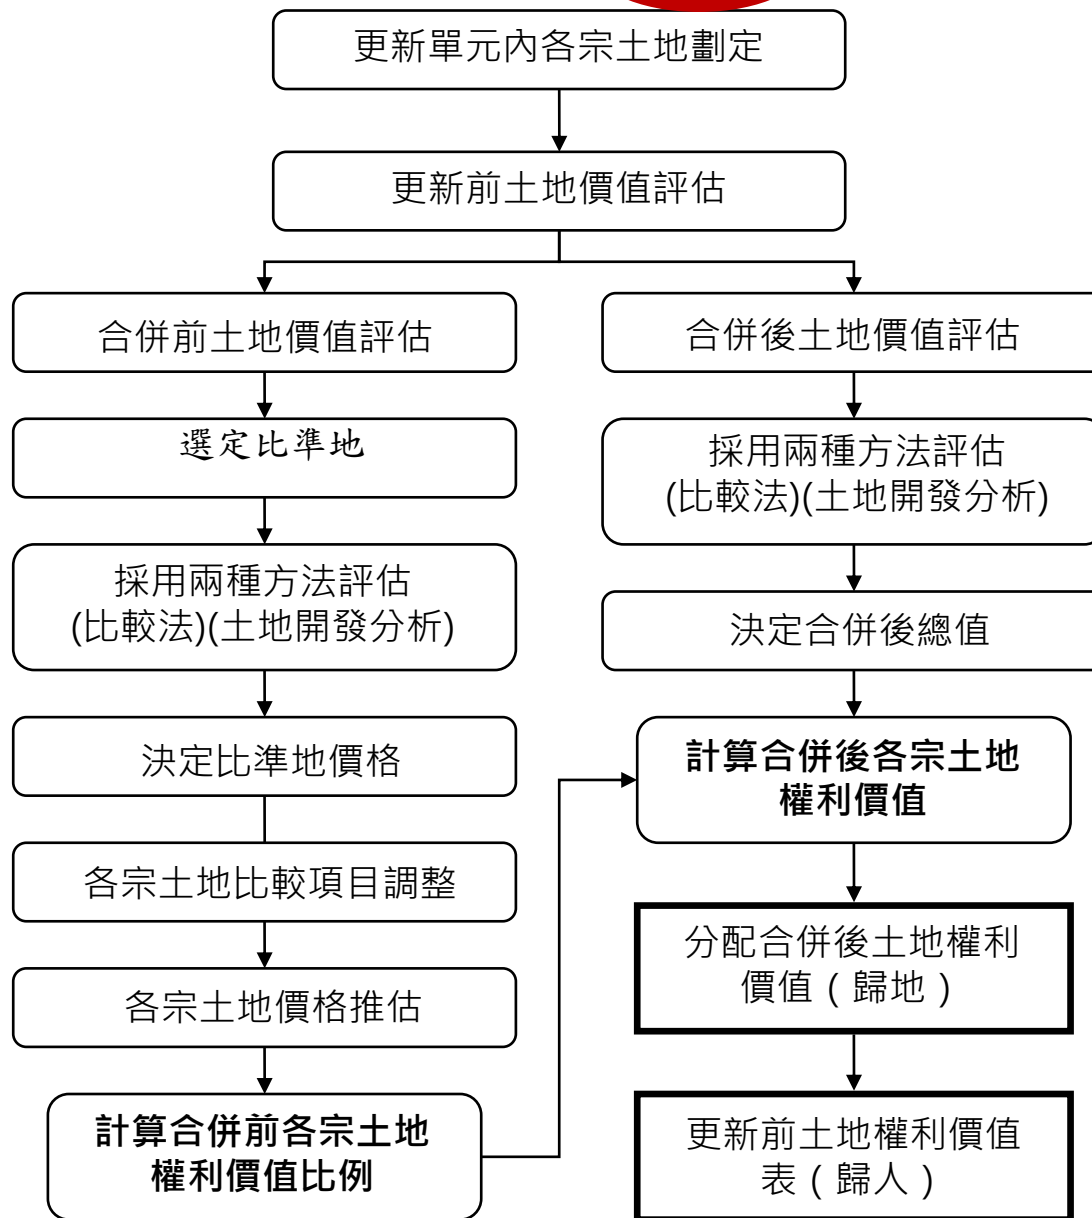 更新單元內各宗土地劃定
更新前土地價值評估
合併前土地價值評估
選定比準地
採用兩種方法評估
(比較法)(土地開發分析)
決定比準地價格
各宗土地比較項目調整
各宗土地價格推估
計算合併前各宗土地
權利價值比例
合併後土地價值評估
採用兩種方法評估
(比較法)(土地開發分析)
決定合併後總值
計算合併後各宗土地
權利價值
分配合併後土地權利
價值（歸地）
更新前土地權利價值
表（歸人）